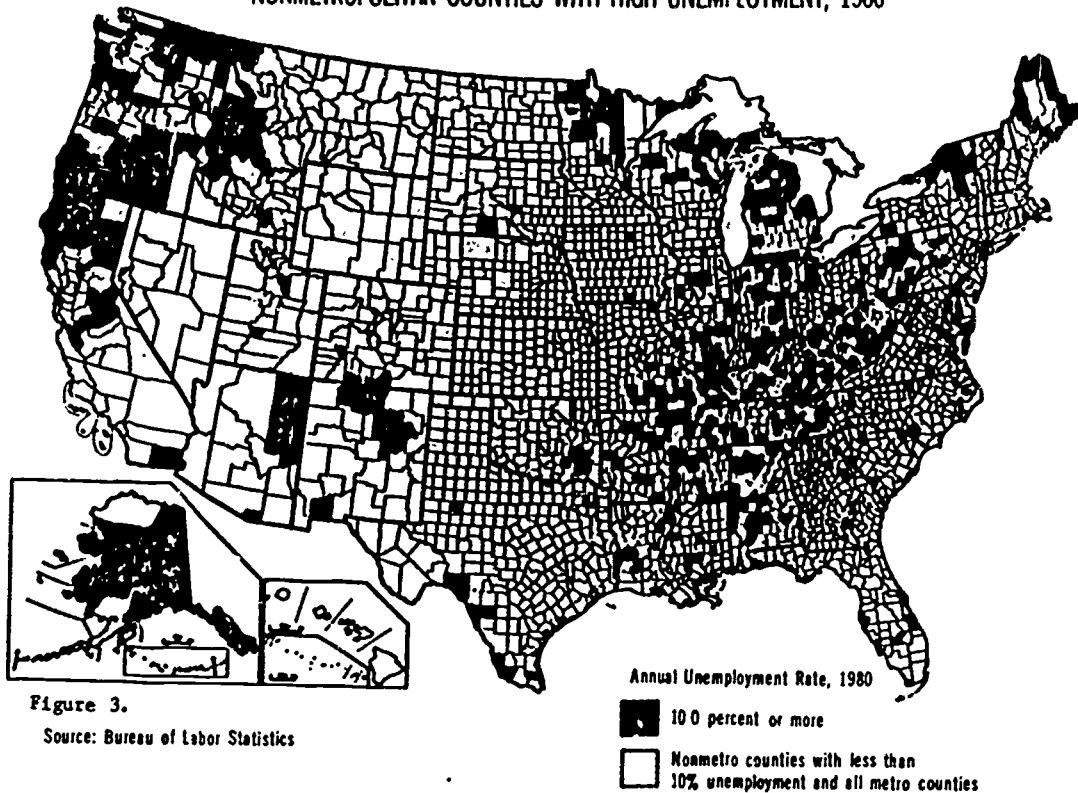 NONMETROPOLITAN COUNTIES WITH HIGH UNEMPLOYMENT, 1980
Annual Unemployment Rate, 1980
10 0 percent or more
Nonmetro counties with less than
10% unemployment and all metro counties
Figure 3.
Source: Bureau of Labor Statistics